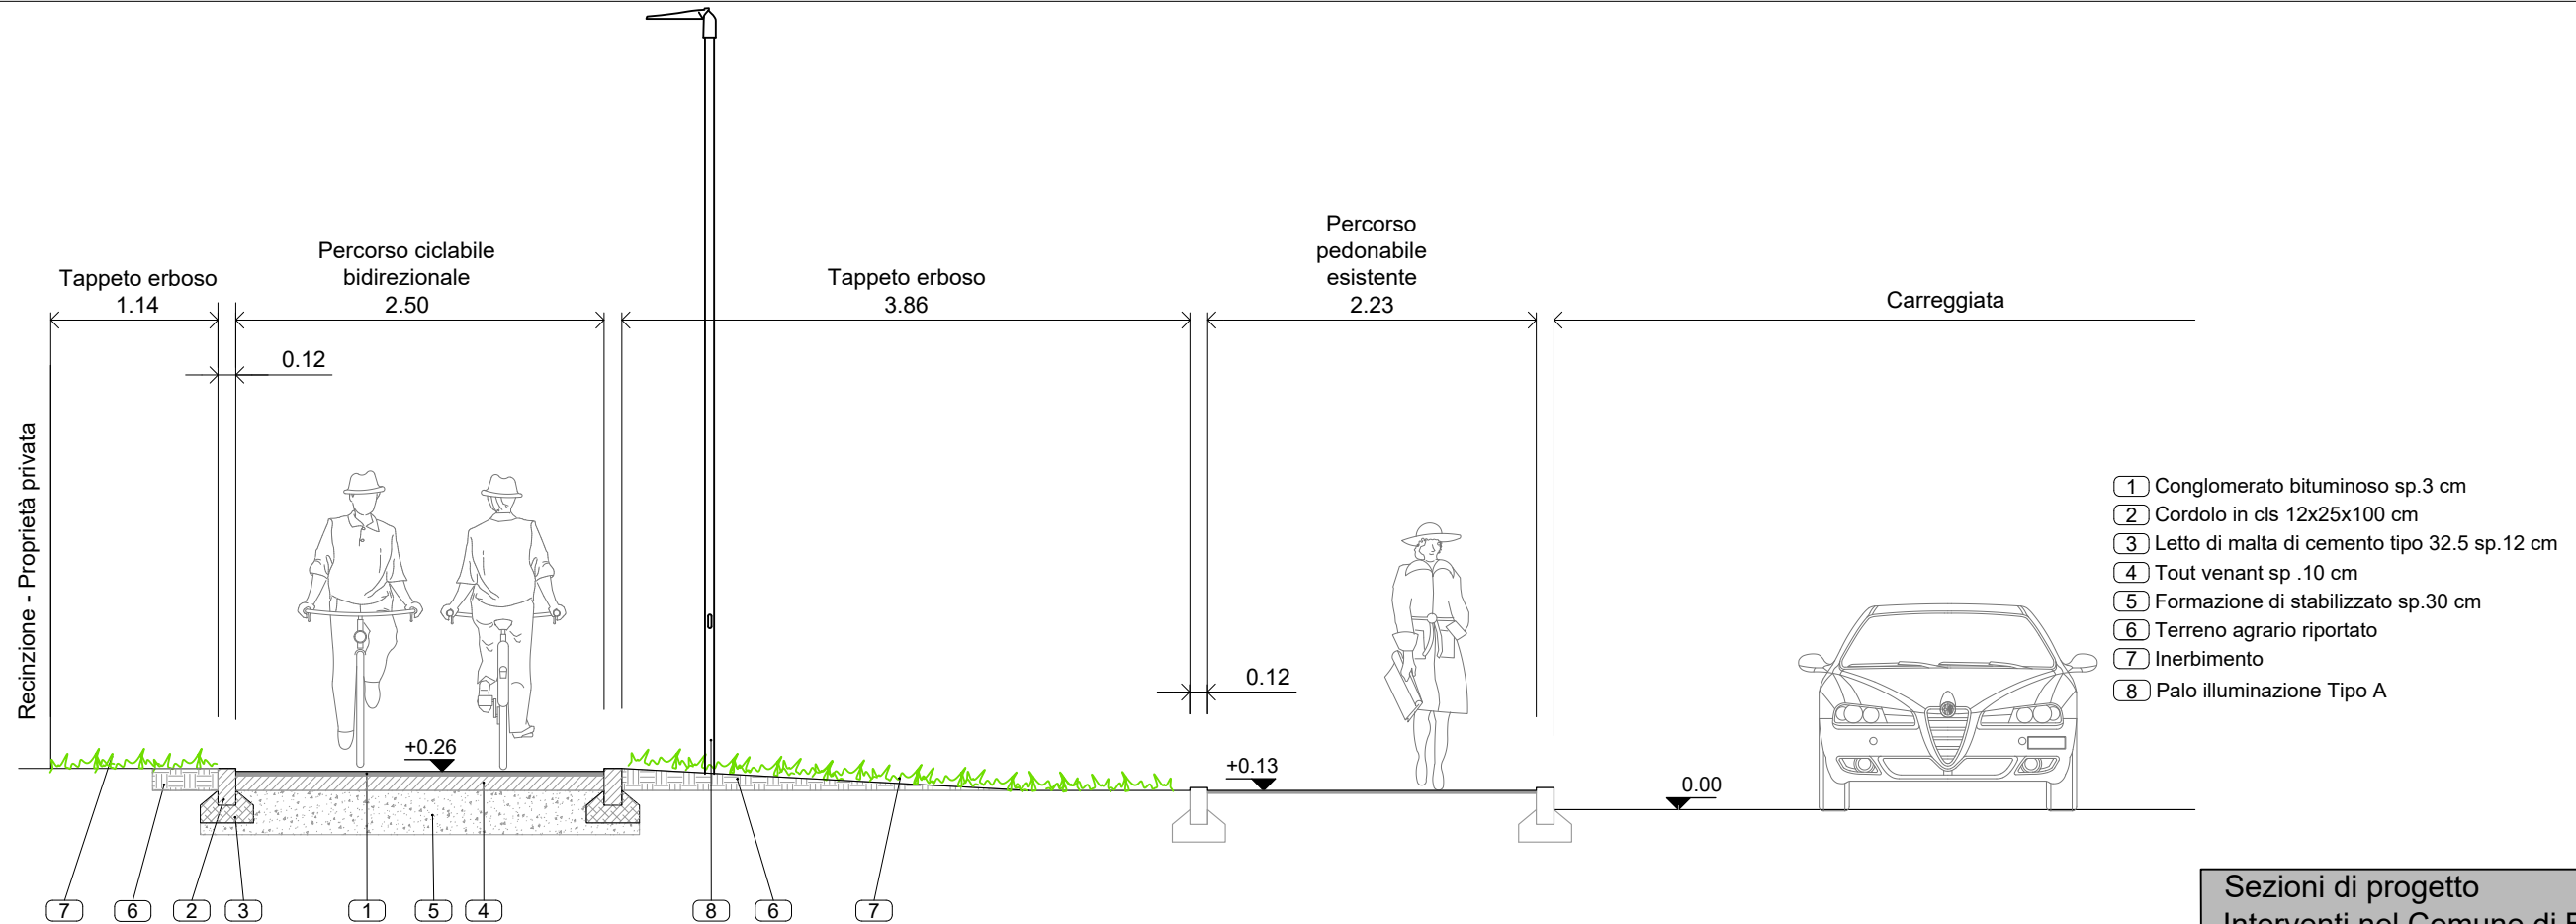 Tappeto erboso
1.14
Percorso ciclabile
bidirezionale
2.50
Tappeto erboso
3.86
Percorso
pedonabile
esistente
2.23
Carreggiata
0.12
0.12
Recinzione - Proprietà privata
+0.26
+0.13
0.00
1 Conglomerato bituminoso sp.3 cm
2 Cordolo in cls 12x25x100 cm
3 Letto di malta di cemento tipo 32.5 sp.12 cm
4 Tout venant sp .10 cm
5 Formazione di stabilizzato sp.30 cm
6 Terreno agrario riportato
7 Inerbimento
8 Palo illuminazione Tipo A
7 6 2 3 1 5 4 8 6 7
Sezioni di progetto
Interventi nel Comune di